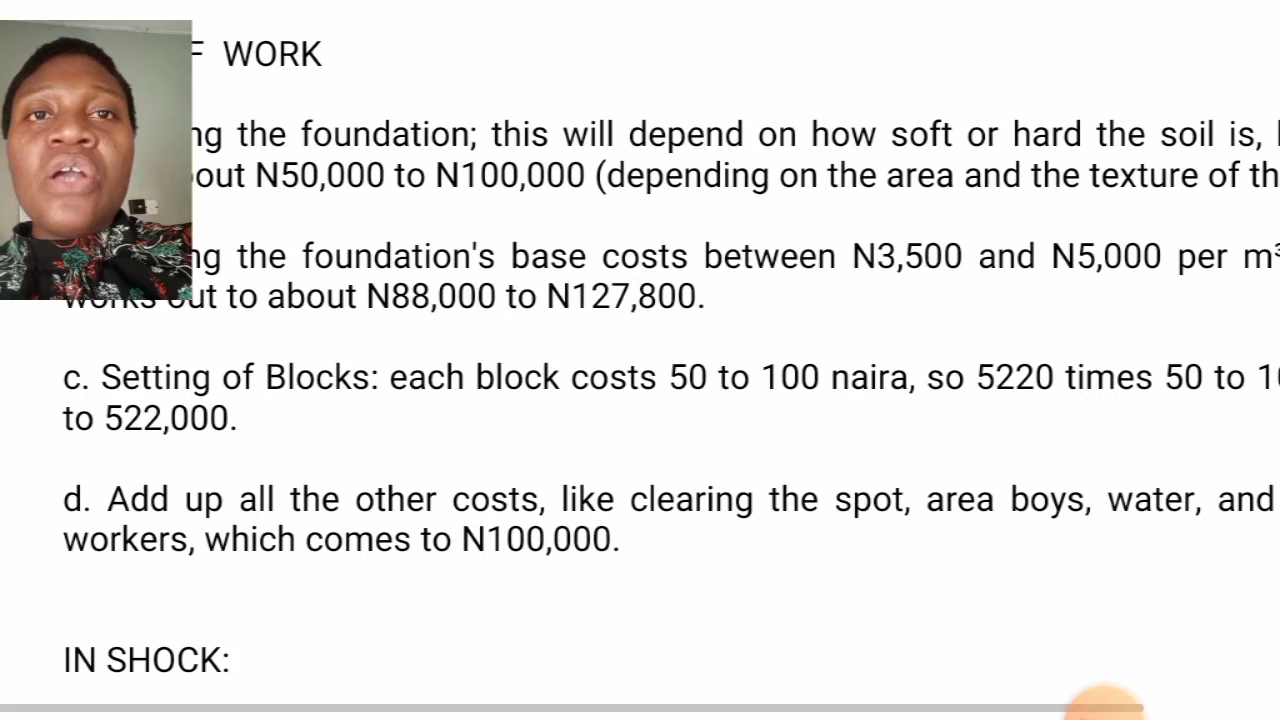 WORK
the foundation; this will depend on how soft or hard the soil is,
N50,000 to N100,000 (depending on the area and the texture of
the foundation's base costs between N3,500 and N5,000 per m³
works out to about N88,000 to N127,800.
c. Setting of Blocks: each block costs 50 to 100 naira, so 5220 times 50 to
to 522,000.
d. Add up all the other costs, like clearing the spot, area boys, water, and
workers, which comes to N100,000.
IN SHOCK: